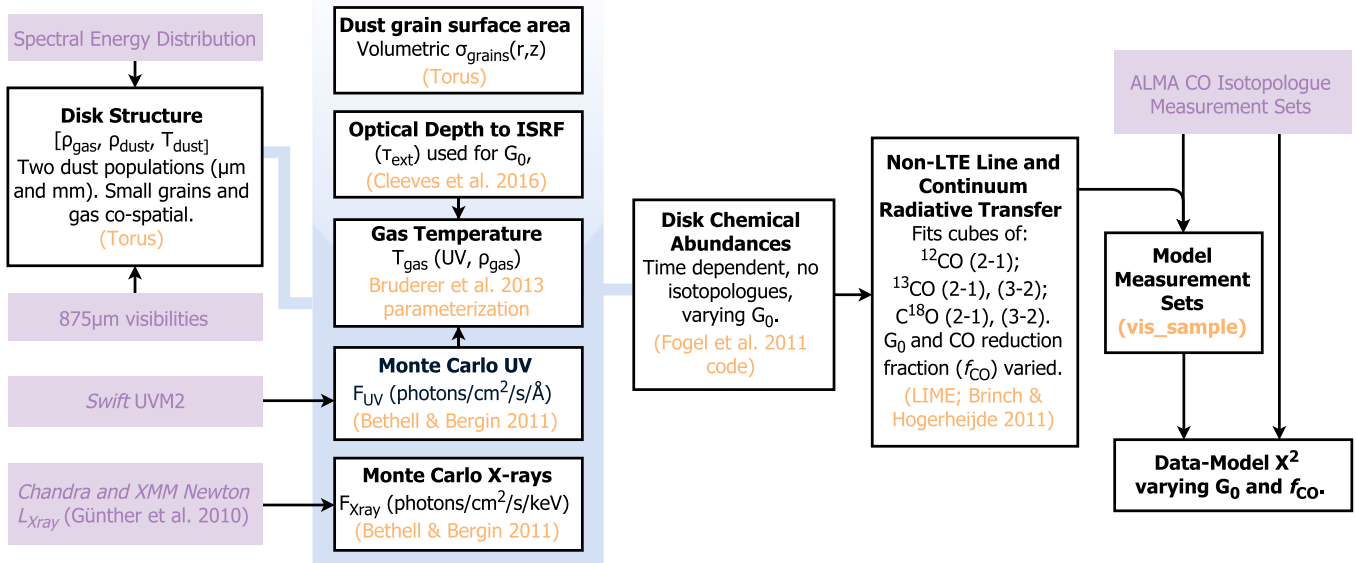 Spectral Energy Distribution
Disk Structure
[ρgas, ρdust, Tdust]
Two dust populations (μm
and mm). Small grains and
gas co-spatial.
(Torus)
875μm visibilities
Swift UVM2
Chandra and XMM Newton
LXray (Günther et al. 2010)
Dust grain surface area
Volumetric σgrains(r,z)
(Torus)
Optical Depth to ISRF
(τext) used for G0,
(Cleeves et al. 2016)
Gas Temperature
Tgas (UV, ρgas)
Bruderer et al. 2013
parameterization
Monte Carlo UV
FUV (photons/cm²/s/Å)
(Bethell & Bergin 2011)
Monte Carlo X-rays
FXray (photons/cm²/s/keV)
(Bethell & Bergin 2011)
Disk Chemical
Abundances
Time dependent, no
isotopologues,
varying G0.
(Fogel et al. 2011
code)
Non-LTE Line and
Continuum
Radiative Transfer
Fits cubes of:
¹²CO (2-1);
¹³CO (2-1), (3-2);
C¹⁸O (2-1), (3-2).
G0 and CO reduction
fraction (fCO) varied.
(LIME; Brinch &
Hogerheijde 2011)
ALMA CO Isotopologue
Measurement Sets
Model
Measurement
Sets
(vis_sample)
Data-Model X²
varying G0 and fCO.